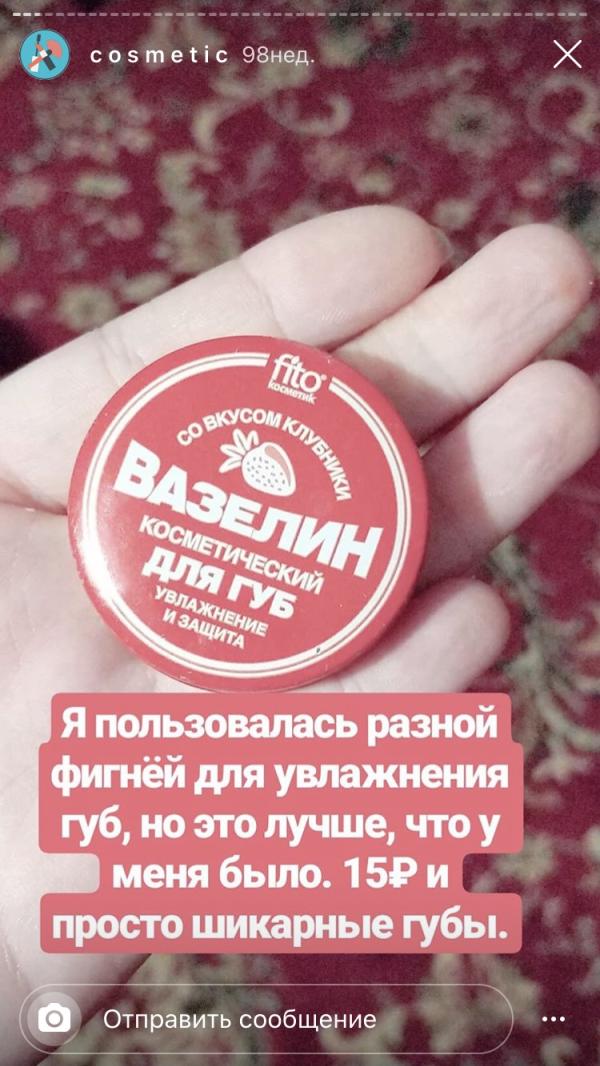 cosmetic 98нед.
fito
косметик
СО ВКУСОМ КЛУБНИКИ
ВАЗЕЛИН
КОСМЕТИЧЕСКИЙ
ДЛЯ ГУБ
УВЛАЖНЕНИЕ
И ЗАЩИТА
Я пользовалась разной
фигнёй для увлажнения
губ, но это лучше, что у
меня было. 15₽ и
просто шикарные губы.
Отправить сообщение